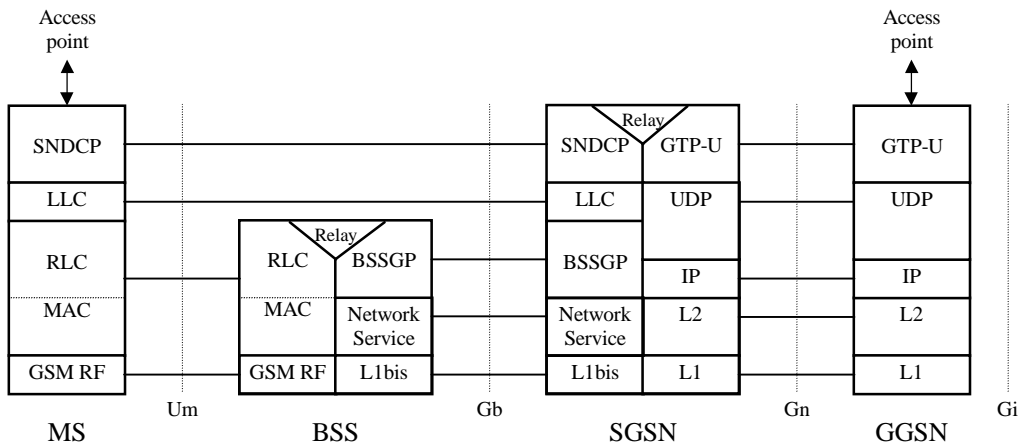 Access
point
Access
point
Relay
SNDCP
SNDCP
GTP-U
GTP-U
LLC
LLC
UDP
UDP
Relay
RLC
RLC
BSSGP
BSSGP
IP
IP
MAC
MAC
Network
Service
Network
Service
L2
L2
GSM RF
GSM RF
L1bis
L1bis
L1
L1
Um
Gb
Gn
Gi
MS
BSS
SGSN
GGSN